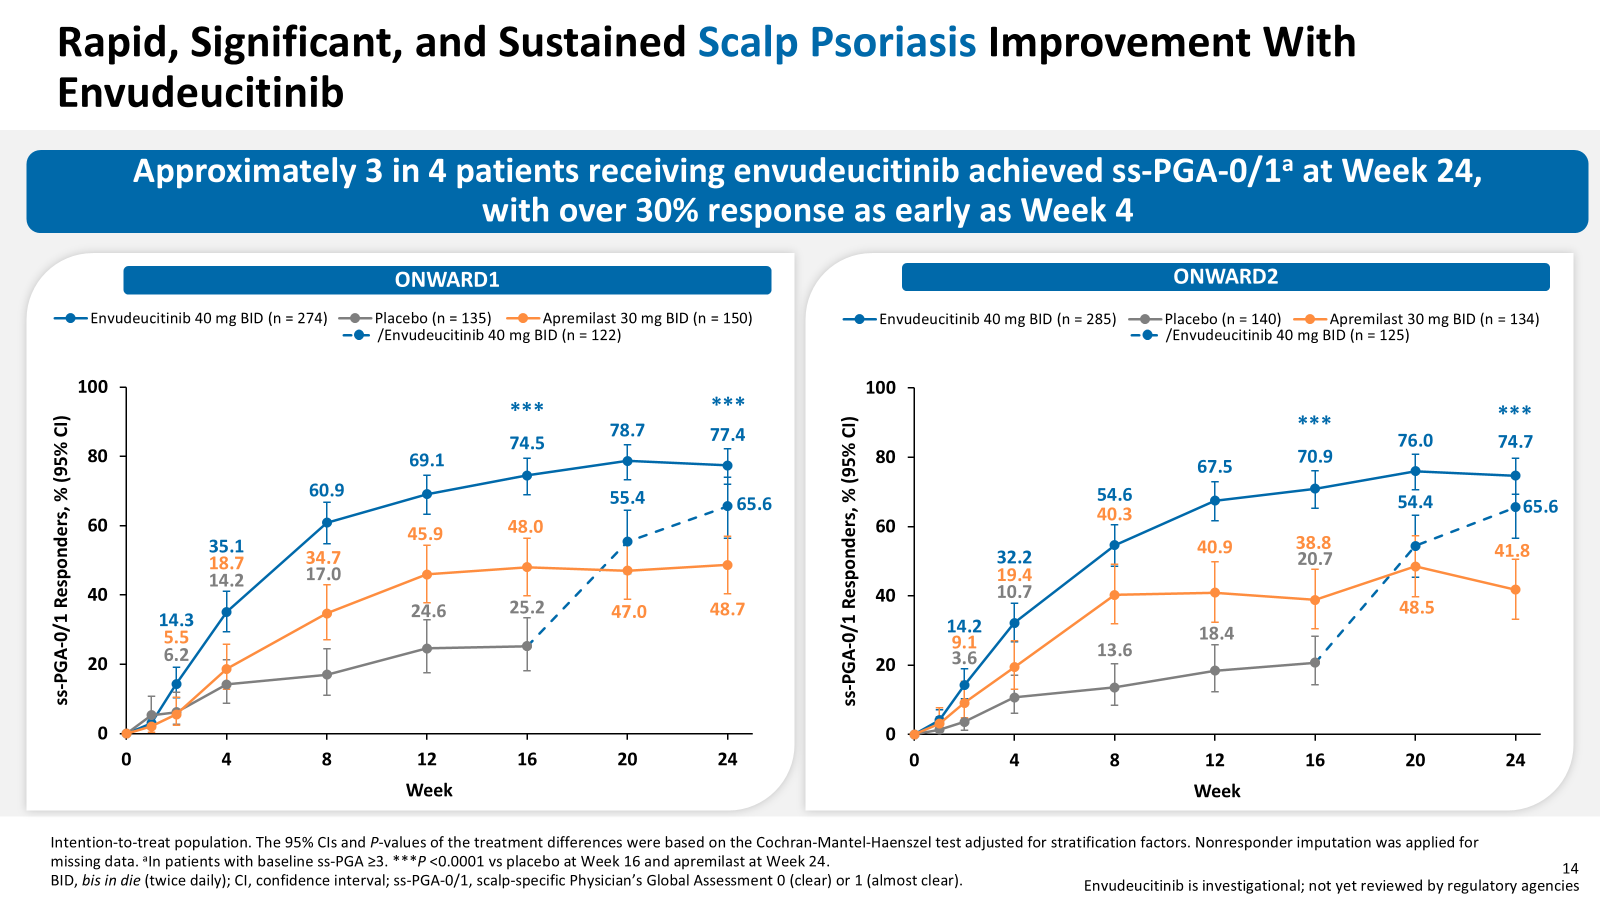 Rapid, Significant, and Sustained Scalp Psoriasis Improvement With
Envudeucitinib
Approximately 3 in 4 patients receiving envudeucitinib achieved ss-PGA-0/1ᵃ at Week 24,
with over 30% response as early as Week 4
ONWARD1
Envudeucitinib 40 mg BID (n = 274) Placebo (n = 135) Apremilast 30 mg BID (n = 150)
/Envudeucitinib 40 mg BID (n = 122)
ss-PGA-0/1 Responders, % (95% CI)
100
80
60
40
20
0
14.3
5.5
6.2
35.1
18.7
14.2
60.9
34.7
17.0
69.1
45.9
24.6
***
74.5
48.0
25.2
78.7
55.4
47.0
***
77.4
65.6
48.7
0 4 8 12 16 20 24
Week
ONWARD2
Envudeucitinib 40 mg BID (n = 285) Placebo (n = 140) Apremilast 30 mg BID (n = 134)
/Envudeucitinib 40 mg BID (n = 125)
ss-PGA-0/1 Responders, % (95% CI)
100
80
60
40
20
0
14.2
9.1
3.6
32.2
19.4
10.7
54.6
40.3
13.6
67.5
40.9
18.4
***
70.9
38.8
20.7
76.0
54.4
48.5
***
74.7
65.6
41.8
0 4 8 12 16 20 24
Week
Intention-to-treat population. The 95% CIs and P-values of the treatment differences were based on the Cochran-Mantel-Haenszel test adjusted for stratification factors. Nonresponder imputation was applied for
missing data. ᵃIn patients with baseline ss-PGA ≥3. ***P <0.0001 vs placebo at Week 16 and apremilast at Week 24.
BID, bis in die (twice daily); CI, confidence interval; ss-PGA-0/1, scalp-specific Physician's Global Assessment 0 (clear) or 1 (almost clear).
14
Envudeucitinib is investigational; not yet reviewed by regulatory agencies